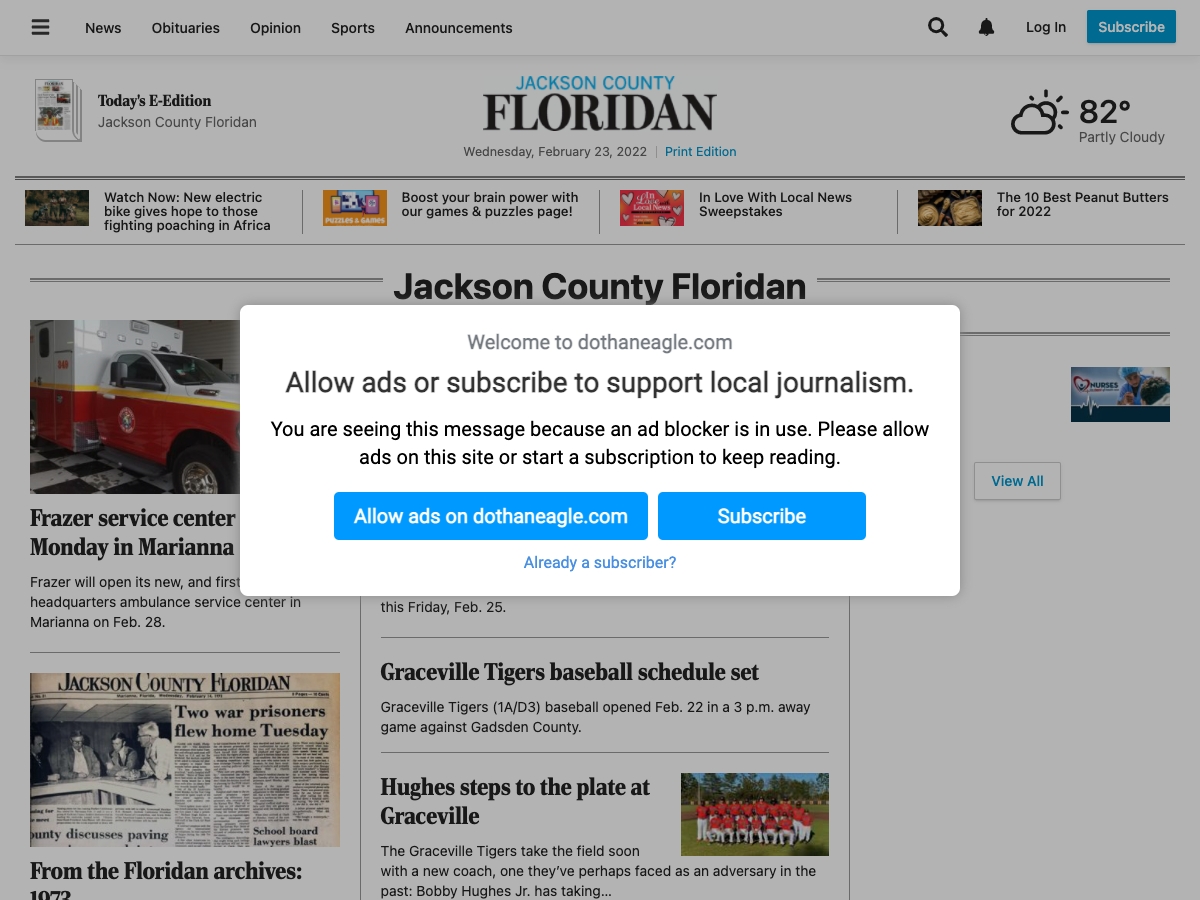 News
Obituaries
Opinion
Sports
Announcements
Log In
Subscribe
Today's E-Edition
Jackson County Floridan
JACKSON COUNTY
FLORIDAN
Wednesday, February 23, 2022
Print Edition
82°
Partly Cloudy
Watch Now: New electric
bike gives hope to those
fighting poaching in Africa
PUZZLES & GAMES
Boost your brain power with
our games & puzzles page!
In Love With Local News
Sweepstakes
The 10 Best Peanut Butters
for 2022
Jackson County Floridan
Welcome to dothaneagle.com
Allow ads or subscribe to support local journalism.
You are seeing this message because an ad blocker is in use. Please allow
ads on this site or start a subscription to keep reading.
Allow ads on dothaneagle.com
Subscribe
Already a subscriber?
NURSES
View All
Frazer service center
Monday in Marianna
Frazer will open its new, and first
headquarters ambulance service center in
Marianna on Feb. 28.
JACKSON COUNTY FLORIDAN
Two war prisoners
flew home Tuesday
ounty discusses paving
School board
lawyers blast
From the Floridan archives:
1973
this Friday, Feb. 25.
Graceville Tigers baseball schedule set
Graceville Tigers (1A/D3) baseball opened Feb. 22 in a 3 p.m. away
game against Gadsden County.
Hughes steps to the plate at
Graceville
The Graceville Tigers take the field soon
with a new coach, one they've perhaps faced as an adversary in the
past: Bobby Hughes Jr. has taking...